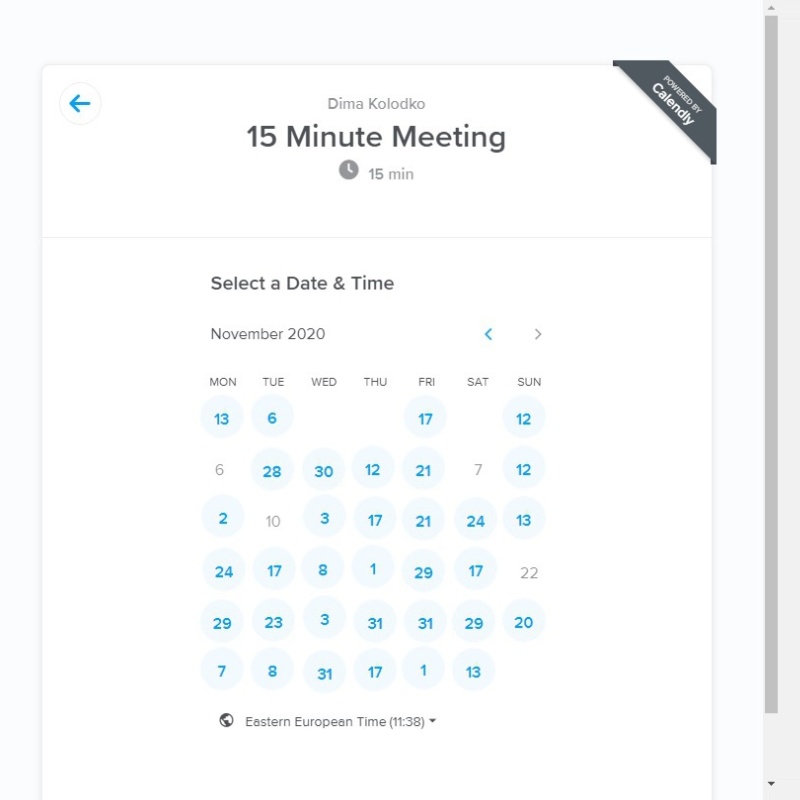 POWERED BY
Calendly
Dima Kolodko
15 Minute Meeting
15 min
Select a Date & Time
November 2020
MON TUE WED THU FRI SAT SUN
13 6 17 12
6 28 30 12 21 7 12
2 10 3 17 21 24 13
24 17 8 1 29 17 22
29 23 3 31 31 29 20
7 8 31 17 1 13
Eastern European Time (11:38)